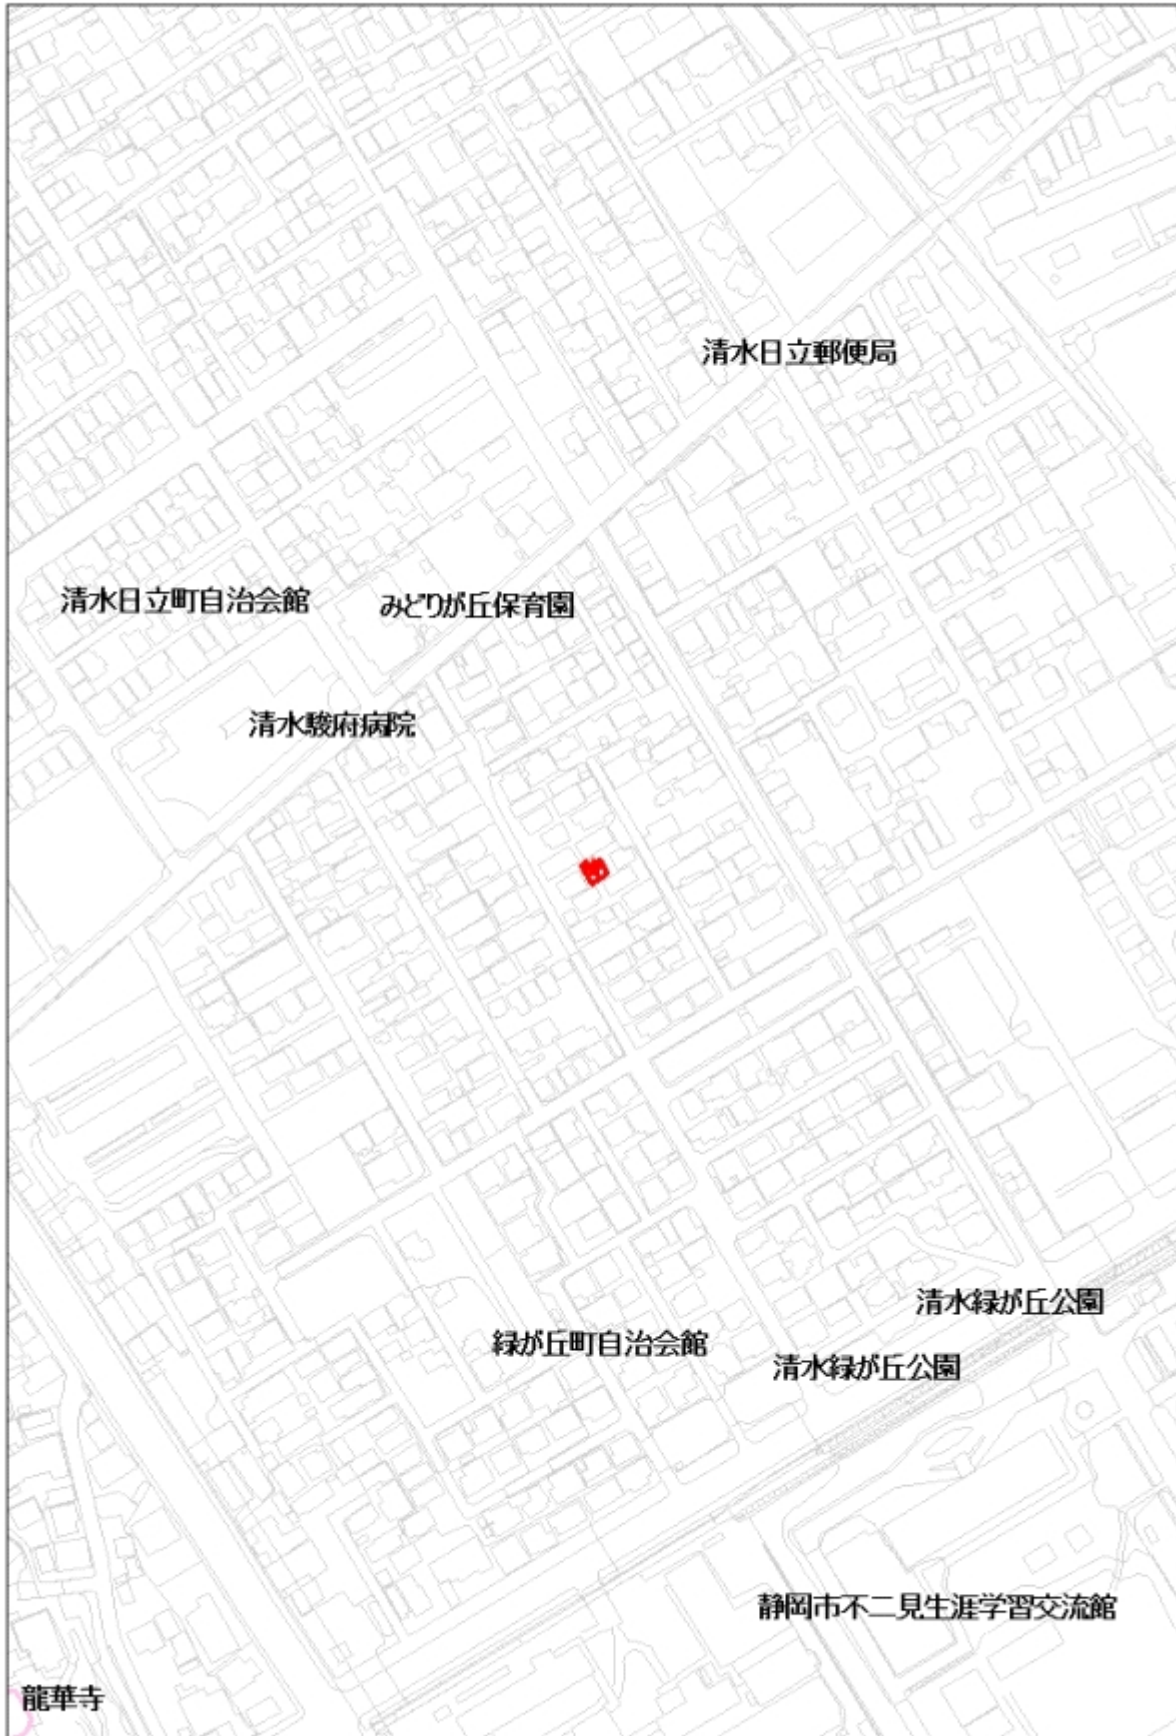 清水日立郵便局
清水日立町自治会館
みどりが丘保育園
清水駿府病院
清水緑が丘公園
緑が丘町自治会館
清水緑が丘公園
静岡市不二見生涯学習交流館
龍華寺